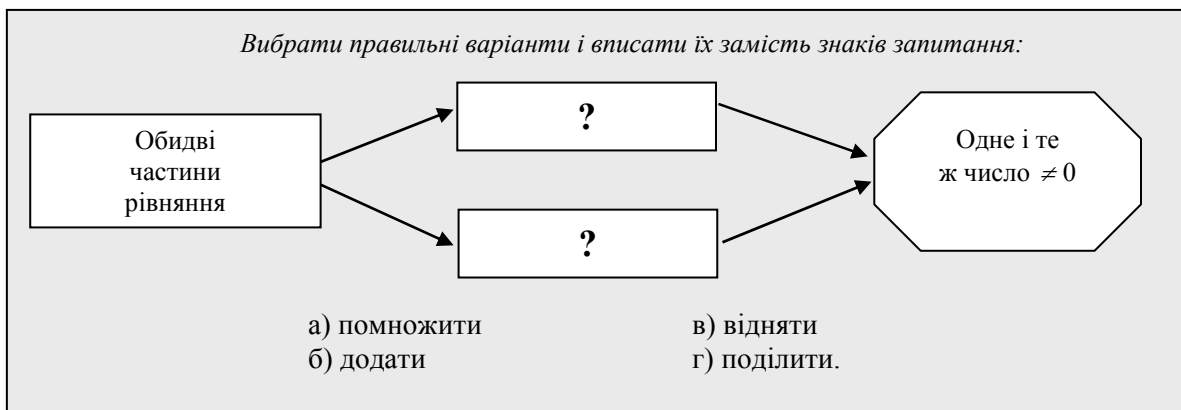 Вибрати правильні варіанти і вписати їх замість знаків запитання:
?
Обидві
частини
рівняння
Одне і те
ж число ≠ 0
?
а) помножити
в) відняти
б) додати
г) поділити.